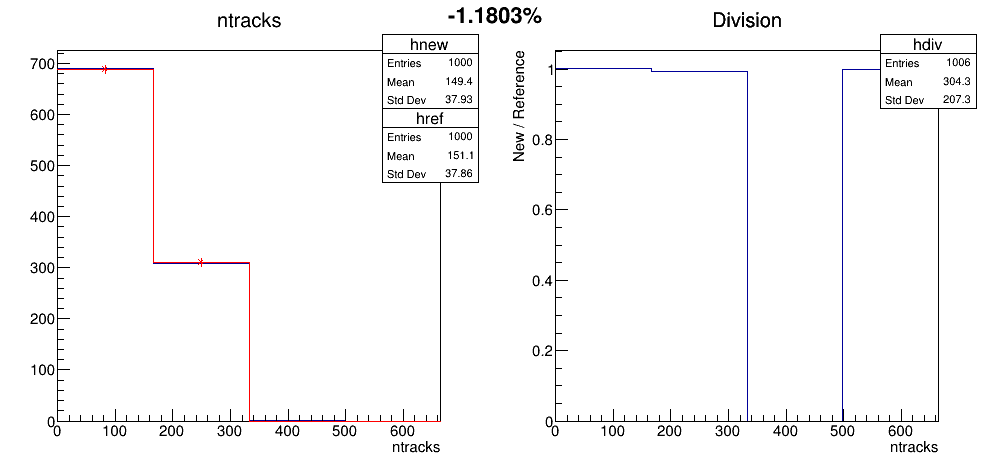 -1.1803%
ntracks
hnew
Entries 1000
Mean 149.4
Std Dev 37.93
href
Entries 1000
Mean 151.1
Std Dev 37.86
700
600
500
400
300
200
100
0
0 100 200 300 400 500 600
ntracks
Division
hdiv
Entries 1006
Mean 304.3
Std Dev 207.3
New / Reference
1
0.8
0.6
0.4
0.2
0
0 100 200 300 400 500 600
ntracks